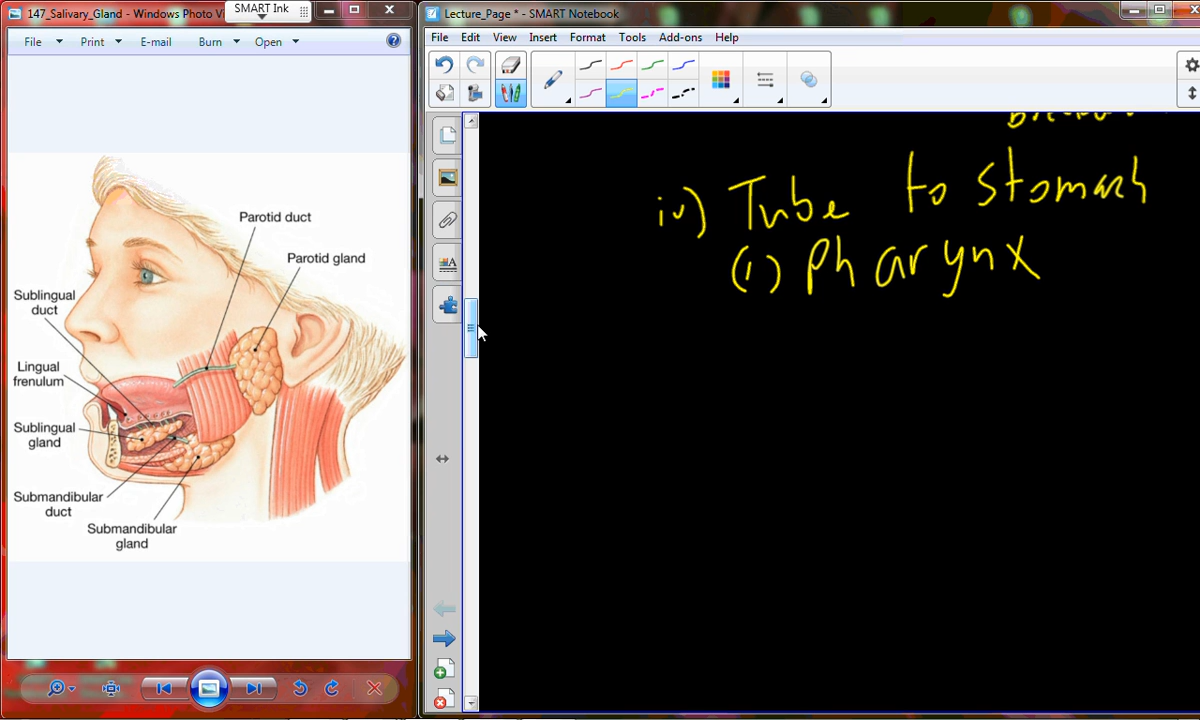 147_Salivary_Gland - Windows Photo Vi
SMART Ink
File Print E-mail Burn Open
Parotid duct
Parotid gland
Sublingual
duct
Lingual
frenulum
Sublingual
gland
Submandibular
duct
Submandibular
gland
Lecture_Page * - SMART Notebook
File Edit View Insert Format Tools Add-ons Help
iv) Tube to stomach
(1) Pharynx